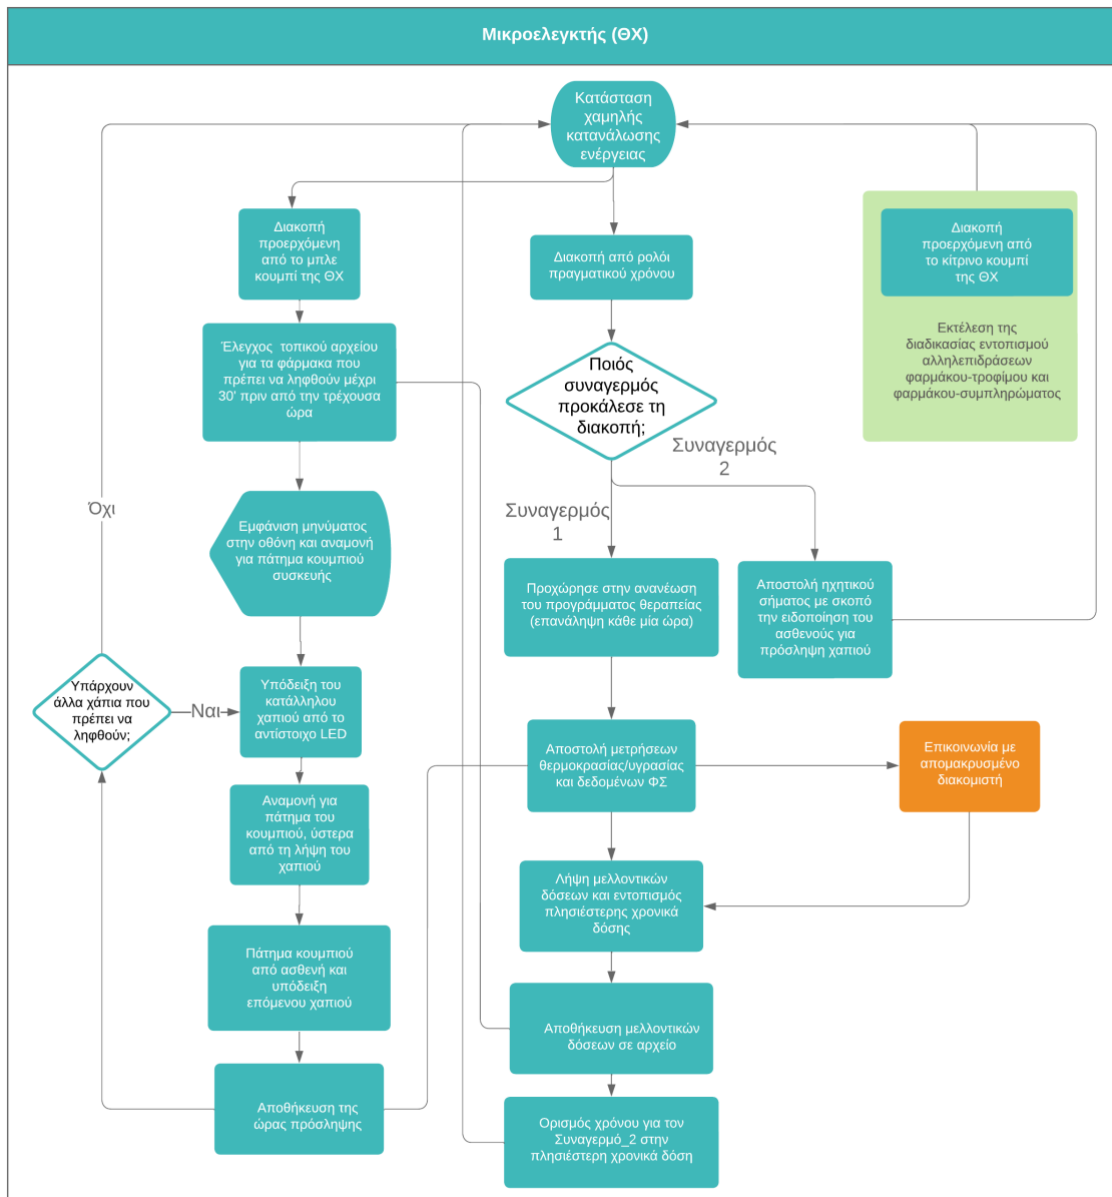 Μικροελεγκτής (ΘΧ)
Κατάσταση
χαμηλής
κατανάλωσης
ενέργειας
Διακοπή
προερχόμενη
από το μπλε
κουμπί της ΘΧ
Διακοπή από ρολόι
πραγματικού χρόνου
Διακοπή
προερχόμενη από
το κίτρινο κουμπί
της ΘΧ
Εκτέλεση της
διαδικασίας εντοπισμού
αλληλεπιδράσεων
φαρμάκου-τροφίμου και
φαρμάκου-συμπληρώματος
Έλεγχος τοπικού αρχείου
για τα φάρμακα που
πρέπει να ληφθούν μέχρι
30' πριν από την τρέχουσα
ώρα
Ποιός
συναγερμός
προκάλεσε τη
διακοπή;
Συναγερμός
2
Συναγερμός
1
Όχι
Εμφάνιση μηνύματος
στην οθόνη και αναμονή
για πάτημα κουμπιού
συσκευής
Προχώρησε στην ανανέωση
του προγράμματος θεραπείας
(επανάληψη κάθε μία ώρα)
Αποστολή ηχητικού
σήματος με σκοπό
την ειδοποίηση του
ασθενούς για
πρόσληψη χαπιού
Υπάρχουν
άλλα χάπια που
πρέπει να
ληφθούν;
Ναι
Υπόδειξη του
κατάλληλου
χαπιού από το
αντίστοιχο LED
Αποστολή μετρήσεων
θερμοκρασίας/υγρασίας
και δεδομένων ΦΣ
Επικοινωνία με
απομακρυσμένο
διακομιστή
Αναμονή για
πάτημα του
κουμπιού, ύστερα
από τη λήψη του
χαπιού
Λήψη μελλοντικών
δόσεων και εντοπισμός
πλησιέστερης χρονικά
δόσης
Πάτημα κουμπιού
από ασθενή και
υπόδειξη
επόμενου χαπιού
Αποθήκευση μελλοντικών
δόσεων σε αρχείο
Αποθήκευση της
ώρας πρόσληψης
Ορισμός χρόνου για τον
Συναγερμό_2 στην
πλησιέστερη χρονικά δόση